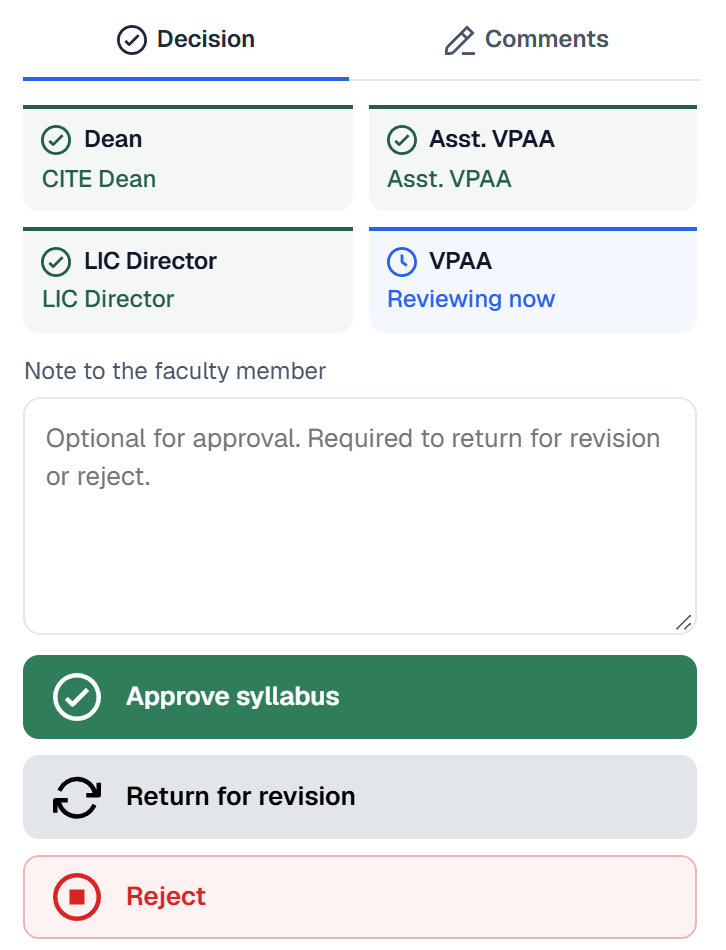 Decision
Comments
Dean
CITE Dean
Asst. VPAA
Asst. VPAA
LIC Director
LIC Director
VPAA
Reviewing now
Note to the faculty member
Optional for approval. Required to return for revision
or reject.
Approve syllabus
Return for revision
Reject